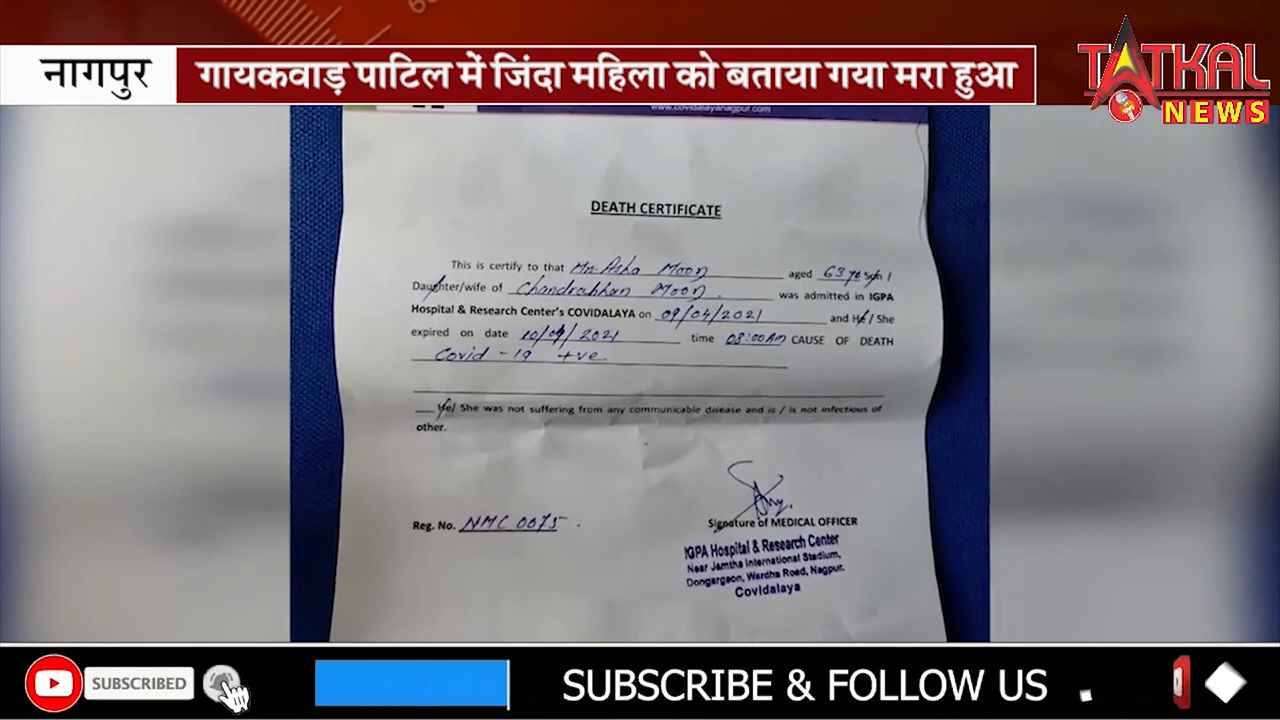 नागपुर
गायकवाड़ पाटिल में जिंदा महिला को बताया गया मरा हुआ
TATKAL
NEWS
www.covidalayanagpur.com
DEATH CERTIFICATE
This is certify to that Mrs. Asha Moon aged 63 yrs /
Daughter/wife of Chandrabhan Moon. was admitted in IGPA
Hospital & Research Center's COVIDALAYA on 09/04/2021 and He/ She
expired on date 10/04/2021 time 08:00AM CAUSE OF DEATH
Covid-19 +ve
He/ She was not suffering from any communicable disease and is / is not infectious of
other.
Reg. No. NMC 0075.
Signature of MEDICAL OFFICER
IGPA Hospital & Research Center
Near Jamtha International Stadium,
Dongargaon, Wardha Road, Nagpur.
Covidalaya
SUBSCRIBED
SUBSCRIBE & FOLLOW US